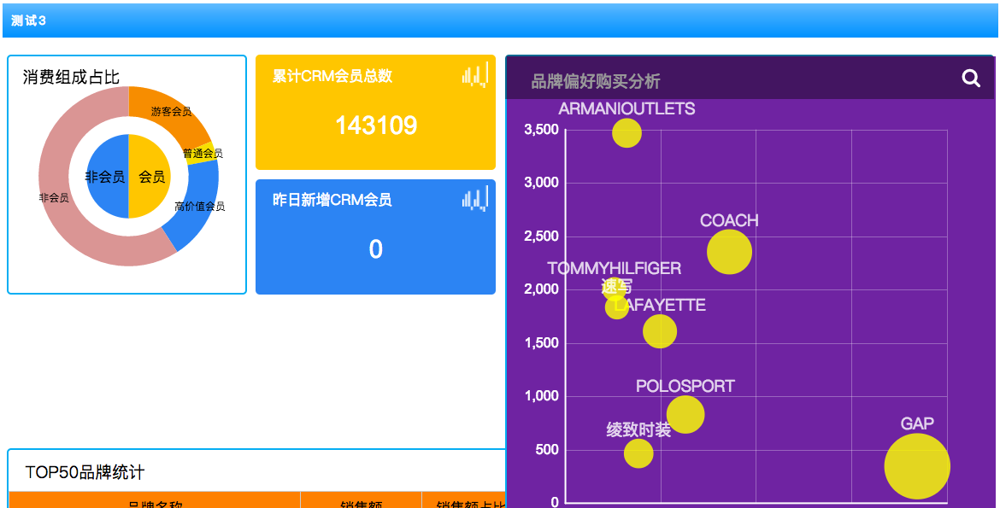 测试3
消费组成占比
游客会员
普通会员
高价值会员
非会员
非会员
会员
累计CRM会员总数
143109
昨日新增CRM会员
0
品牌偏好购买分析
ARMANIOUTLETS
3,500
3,000
COACH
2,500
TOMMYHILFIGER
速写
2,000
LAFAYETTE
1,500
POLOSPORT
1,000
绫致时装
GAP
500
0
TOP50品牌统计
品牌名称
销售额
销售额占比